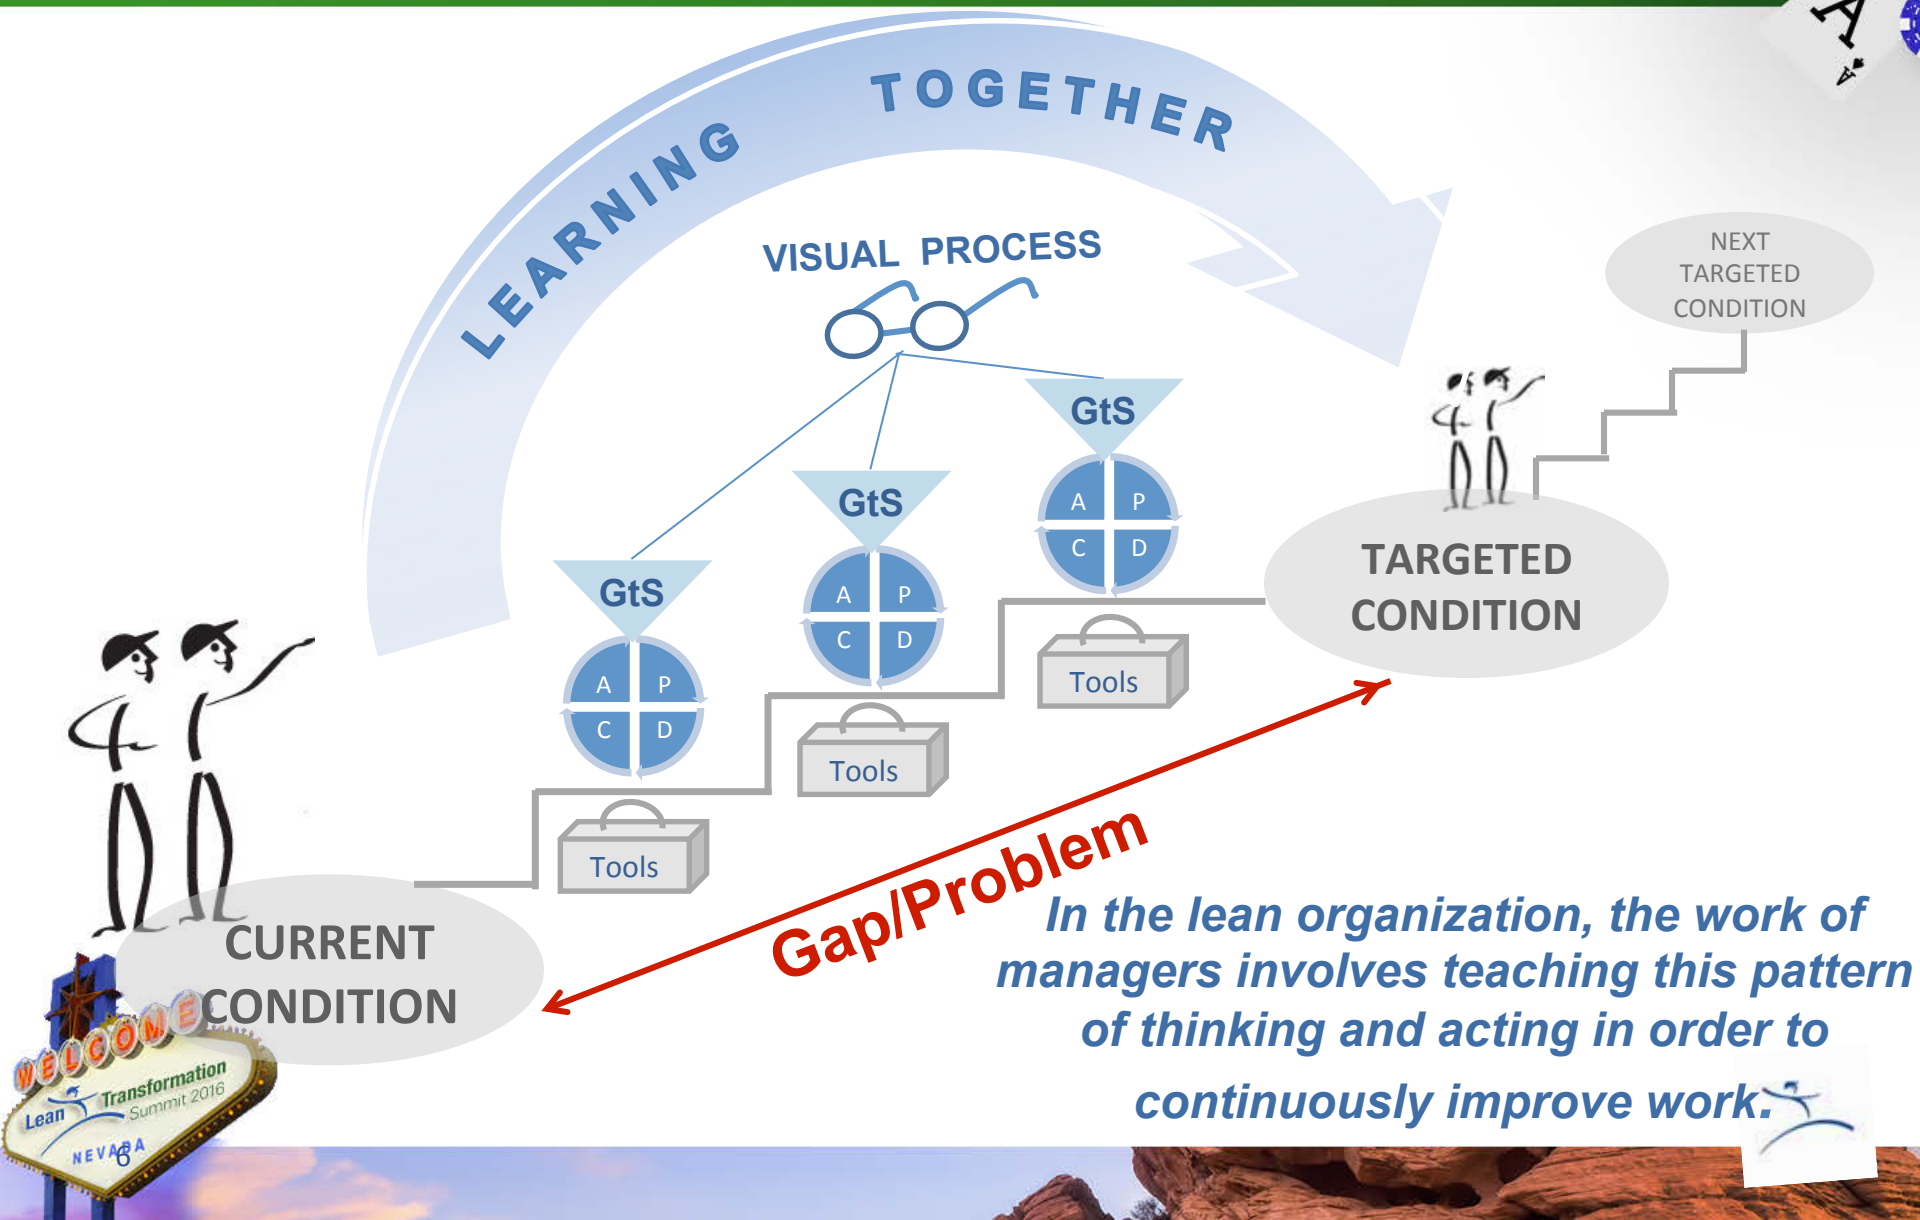 A
A
LEARNING TOGETHER
VISUAL PROCESS
NEXT
TARGETED
CONDITION
GtS
A P
C D
Tools
GtS
A P
C D
Tools
GtS
A P
C D
Tools
TARGETED
CONDITION
Gap/Problem
CURRENT
CONDITION
In the lean organization, the work of
managers involves teaching this pattern
of thinking and acting in order to
continuously improve work.
WELCOME
Lean Transformation
Summit 2016
NEVADA
6